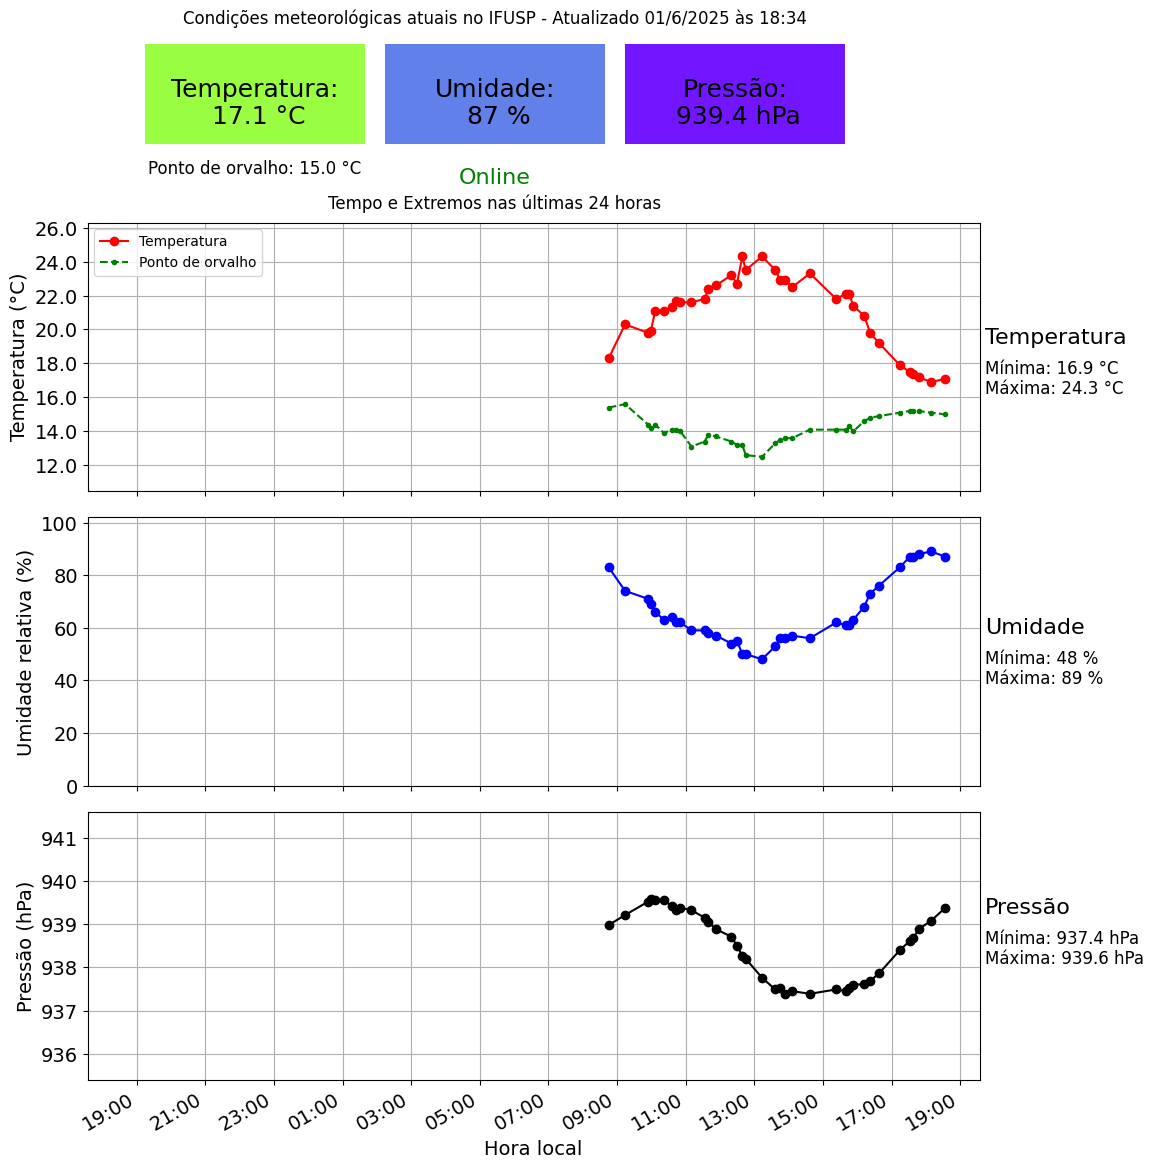 Condições meteorológicas atuais no IFUSP - Atualizado 01/6/2025 às 18:34
Temperatura:
17.1 °C
Umidade:
87 %
Pressão:
939.4 hPa
Ponto de orvalho: 15.0 °C
Online
Tempo e Extremos nas últimas 24 horas
Temperatura (°C)
26.0
24.0
22.0
20.0
18.0
16.0
14.0
12.0
Temperatura
Ponto de orvalho
Temperatura
Mínima: 16.9 °C
Máxima: 24.3 °C
Umidade relativa (%)
100
80
60
40
20
0
Umidade
Mínima: 48 %
Máxima: 89 %
Pressão (hPa)
941
940
939
938
937
936
Pressão
Mínima: 937.4 hPa
Máxima: 939.6 hPa
19:00 21:00 23:00 01:00 03:00 05:00 07:00 09:00 11:00 13:00 15:00 17:00 19:00
Hora local